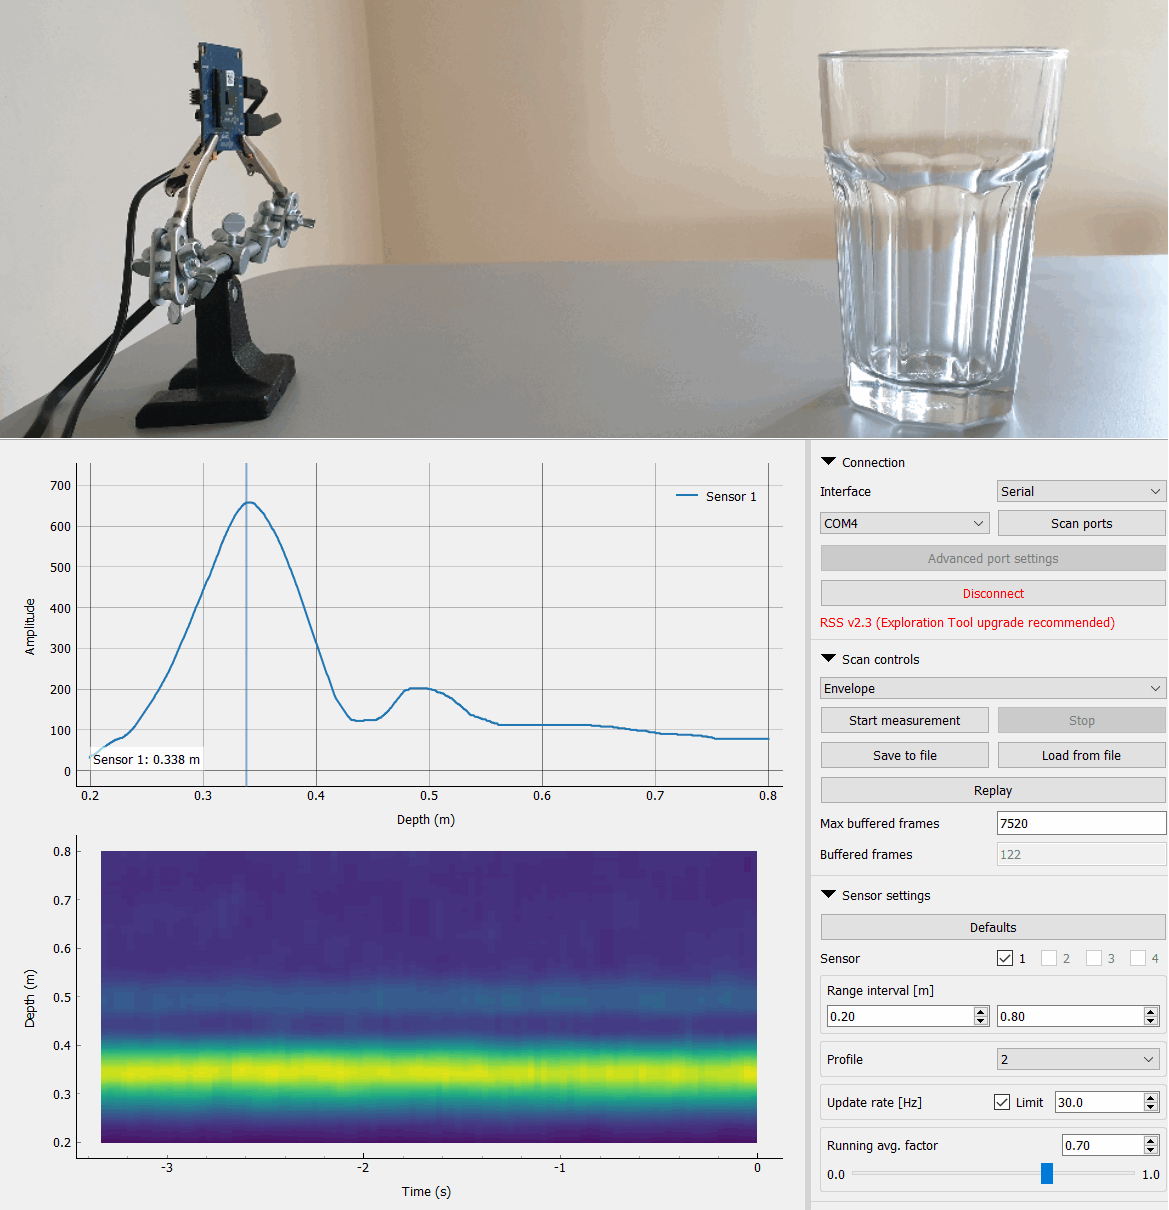 700
600
500
400
300
200
100
0
Amplitude
Sensor 1
Sensor 1: 0.338 m
0.2 0.3 0.4 0.5 0.6 0.7 0.8
Depth (m)
0.8
0.7
0.6
0.5
0.4
0.3
0.2
Depth (m)
-3 -2 -1 0
Time (s)
Connection
Interface Serial
COM4 Scan ports
Advanced port settings
Disconnect
RSS v2.3 (Exploration Tool upgrade recommended)
Scan controls
Envelope
Start measurement Stop
Save to file Load from file
Replay
Max buffered frames 7520
Buffered frames 122
Sensor settings
Defaults
Sensor 1 2 3 4
Range interval [m]
0.20 0.80
Profile 2
Update rate [Hz] Limit 30.0
Running avg. factor 0.70
0.0 1.0